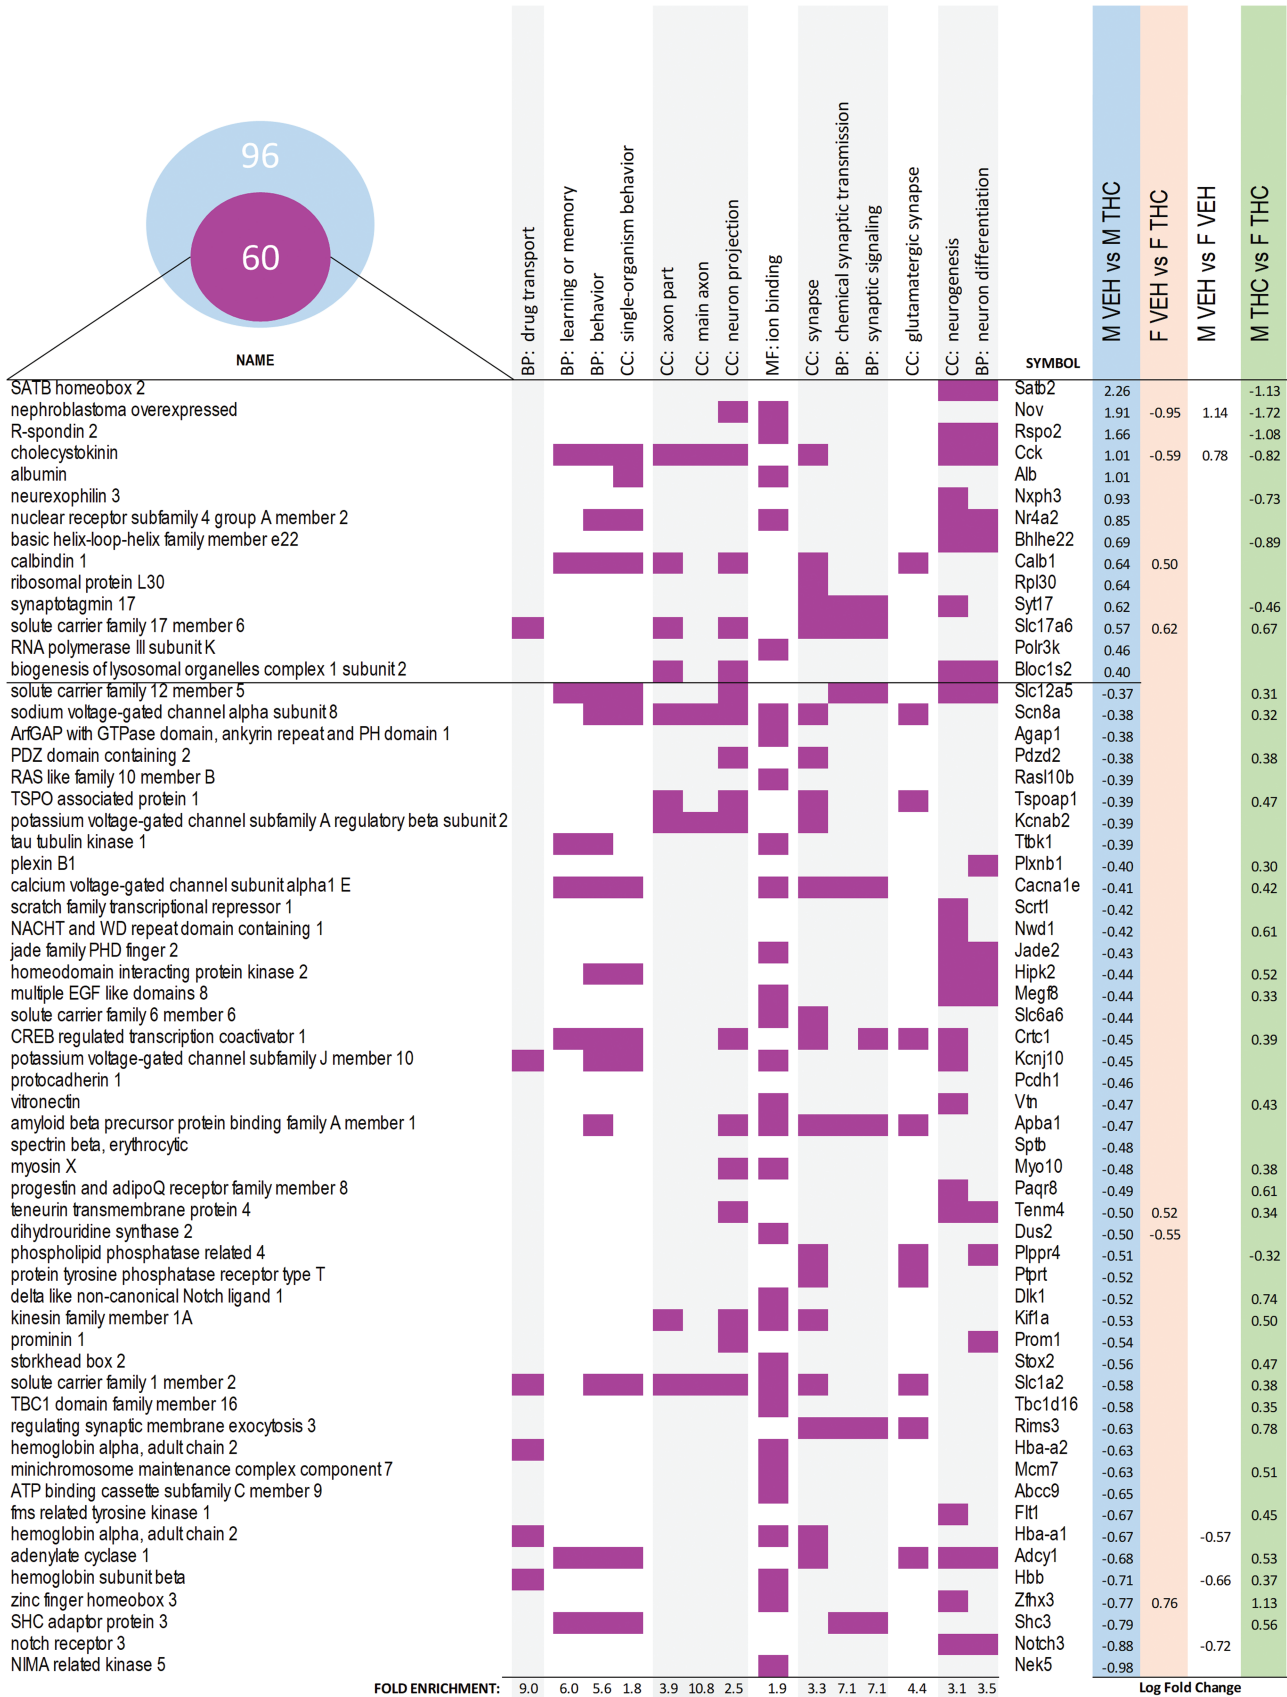 96
60
NAME
BP: drug transport
BP: learning or memory
BP: behavior
CC: single-organism behavior
CC: axon part
CC: main axon
CC: neuron projection
MF: ion binding
CC: synapse
BP: chemical synaptic transmission
BP: synaptic signaling
CC: glutamatergic synapse
CC: neurogenesis
BP: neuron differentiation
SYMBOL
M VEH vs M THC
F VEH vs F THC
M VEH vs F VEH
M THC vs F THC
SATB homeobox 2 Satb2 2.26 -1.13
nephroblastoma overexpressed Nov 1.91 -0.95 1.14 -1.72
R-spondin 2 Rspo2 1.66 -1.08
cholecystokinin Cck 1.01 -0.59 0.78 -0.82
albumin Alb 1.01
neurexophilin 3 Nxph3 0.93 -0.73
nuclear receptor subfamily 4 group A member 2 Nr4a2 0.85
basic helix-loop-helix family member e22 Bhlhe22 0.69 -0.89
calbindin 1 Calb1 0.64 0.50
ribosomal protein L30 Rpl30 0.64
synaptotagmin 17 Syt17 0.62 -0.46
solute carrier family 17 member 6 Slc17a6 0.57 0.62 0.67
RNA polymerase III subunit K Polr3k 0.46
biogenesis of lysosomal organelles complex 1 subunit 2 Bloc1s2 0.40
solute carrier family 12 member 5 Slc12a5 -0.37 0.31
sodium voltage-gated channel alpha subunit 8 Scn8a -0.38 0.32
ArfGAP with GTPase domain, ankyrin repeat and PH domain 1 Agap1 -0.38
PDZ domain containing 2 Pdzd2 -0.38 0.38
RAS like family 10 member B Rasl10b -0.39
TSPO associated protein 1 Tspoap1 -0.39 0.47
potassium voltage-gated channel subfamily A regulatory beta subunit 2 Kcnab2 -0.39
tau tubulin kinase 1 Ttbk1 -0.39
plexin B1 Plxnb1 -0.40 0.30
calcium voltage-gated channel subunit alpha1 E Cacna1e -0.41 0.42
scratch family transcriptional repressor 1 Scrt1 -0.42
NACHT and WD repeat domain containing 1 Nwd1 -0.42 0.61
jade family PHD finger 2 Jade2 -0.43
homeodomain interacting protein kinase 2 Hipk2 -0.44 0.52
multiple EGF like domains 8 Megf8 -0.44 0.33
solute carrier family 6 member 6 Slc6a6 -0.44
CREB regulated transcription coactivator 1 Crtc1 -0.45 0.39
potassium voltage-gated channel subfamily J member 10 Kcnj10 -0.45
protocadherin 1 Pcdh1 -0.46
vitronectin Vtn -0.47 0.43
amyloid beta precursor protein binding family A member 1 Apba1 -0.47
spectrin beta, erythrocytic Sptb -0.48
myosin X Myo10 -0.48 0.38
progestin and adipoQ receptor family member 8 Paqr8 -0.49 0.61
teneurin transmembrane protein 4 Tenm4 -0.50 0.52 0.34
dihydrouridine synthase 2 Dus2 -0.50 -0.55
phospholipid phosphatase related 4 Plppr4 -0.51 -0.32
protein tyrosine phosphatase receptor type T Ptprt -0.52
delta like non-canonical Notch ligand 1 Dlk1 -0.52 0.74
kinesin family member 1A Kif1a -0.53 0.50
prominin 1 Prom1 -0.54
storkhead box 2 Stox2 -0.56 0.47
solute carrier family 1 member 2 Slc1a2 -0.58 0.38
TBC1 domain family member 16 Tbc1d16 -0.58 0.35
regulating synaptic membrane exocytosis 3 Rims3 -0.63 0.78
hemoglobin alpha, adult chain 2 Hba-a2 -0.63
minichromosome maintenance complex component 7 Mcm7 -0.63 0.51
ATP binding cassette subfamily C member 9 Abcc9 -0.65
fms related tyrosine kinase 1 Flt1 -0.67 0.45
hemoglobin alpha, adult chain 2 Hba-a1 -0.67 -0.57
adenylate cyclase 1 Adcy1 -0.68 0.53
hemoglobin subunit beta Hbb -0.71 -0.66 0.37
zinc finger homeobox 3 Zfhx3 -0.77 0.76 1.13
SHC adaptor protein 3 Shc3 -0.79 0.56
notch receptor 3 Notch3 -0.88 -0.72
NIMA related kinase 5 Nek5 -0.98
FOLD ENRICHMENT: 9.0 6.0 5.6 1.8 3.9 10.8 2.5 1.9 3.3 7.1 7.1 4.4 3.1 3.5 Log Fold Change